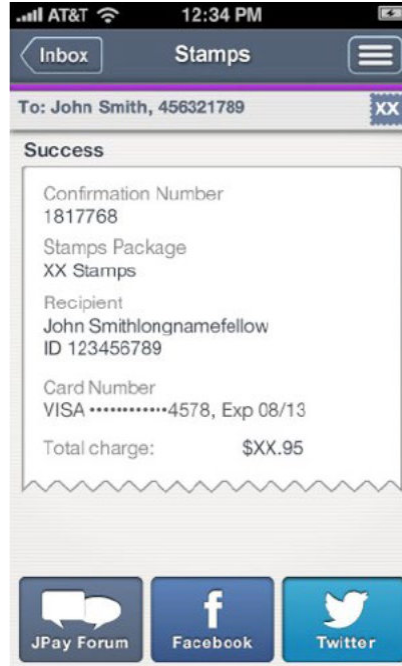 AT&T 12:34 PM
Inbox Stamps
To: John Smith, 456321789 XX
Success
Confirmation Number
1817768
Stamps Package
XX Stamps
Recipient
John Smithlongnamefellow
ID 123456789
Card Number
VISA ••••••••••••4578, Exp 08/13
Total charge: $XX.95
JPay Forum Facebook Twitter